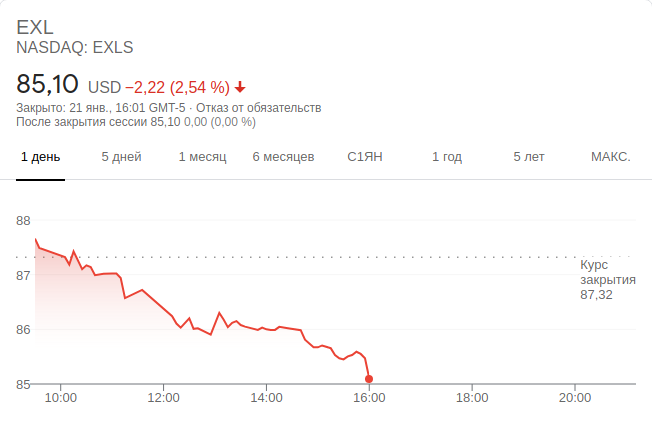 EXL
NASDAQ: EXLS
85,10 USD −2,22 (2,54 %)
Закрыто: 21 янв., 16:01 GMT-5 · Отказ от обязательств
После закрытия сессии 85,10 0,00 (0,00 %)
1 день 5 дней 1 месяц 6 месяцев С1ЯН 1 год 5 лет МАКС.
88
Курс
закрытия
87,32
87
86
85
10:00 12:00 14:00 16:00 18:00 20:00